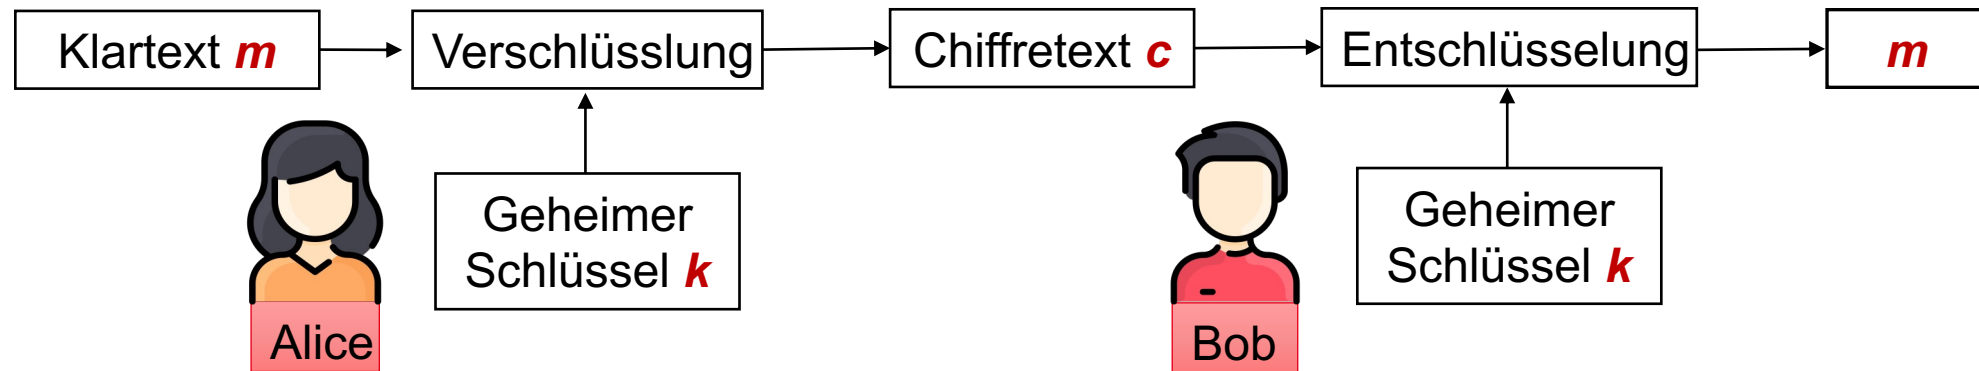 Klartext m
Verschlüsslung
Chiffretext c
Entschlüsselung
m
Geheimer
Schlüssel k
Geheimer
Schlüssel k
Alice
Bob